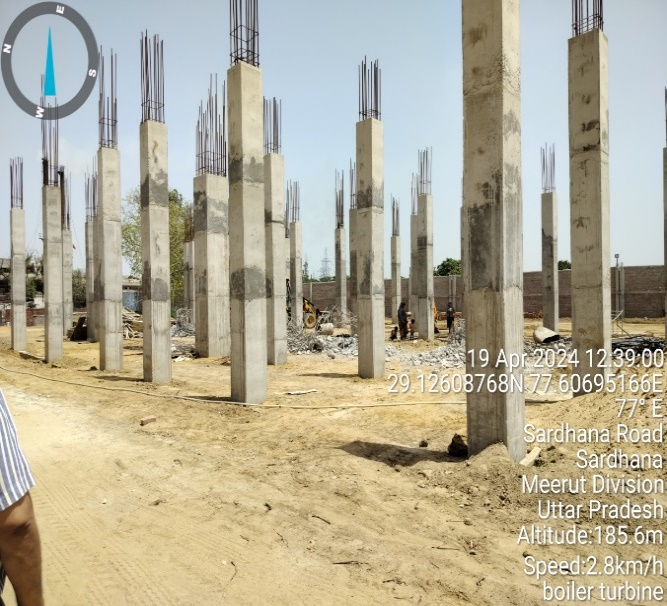 N
E
S
W
19 Apr 2024 12:39:00
29.12608768N 77.60695166E
77° E
Sardhana Road
Sardhana
Meerut Division
Uttar Pradesh
Altitude:185.6m
Speed:2.8km/h
boiler turbine